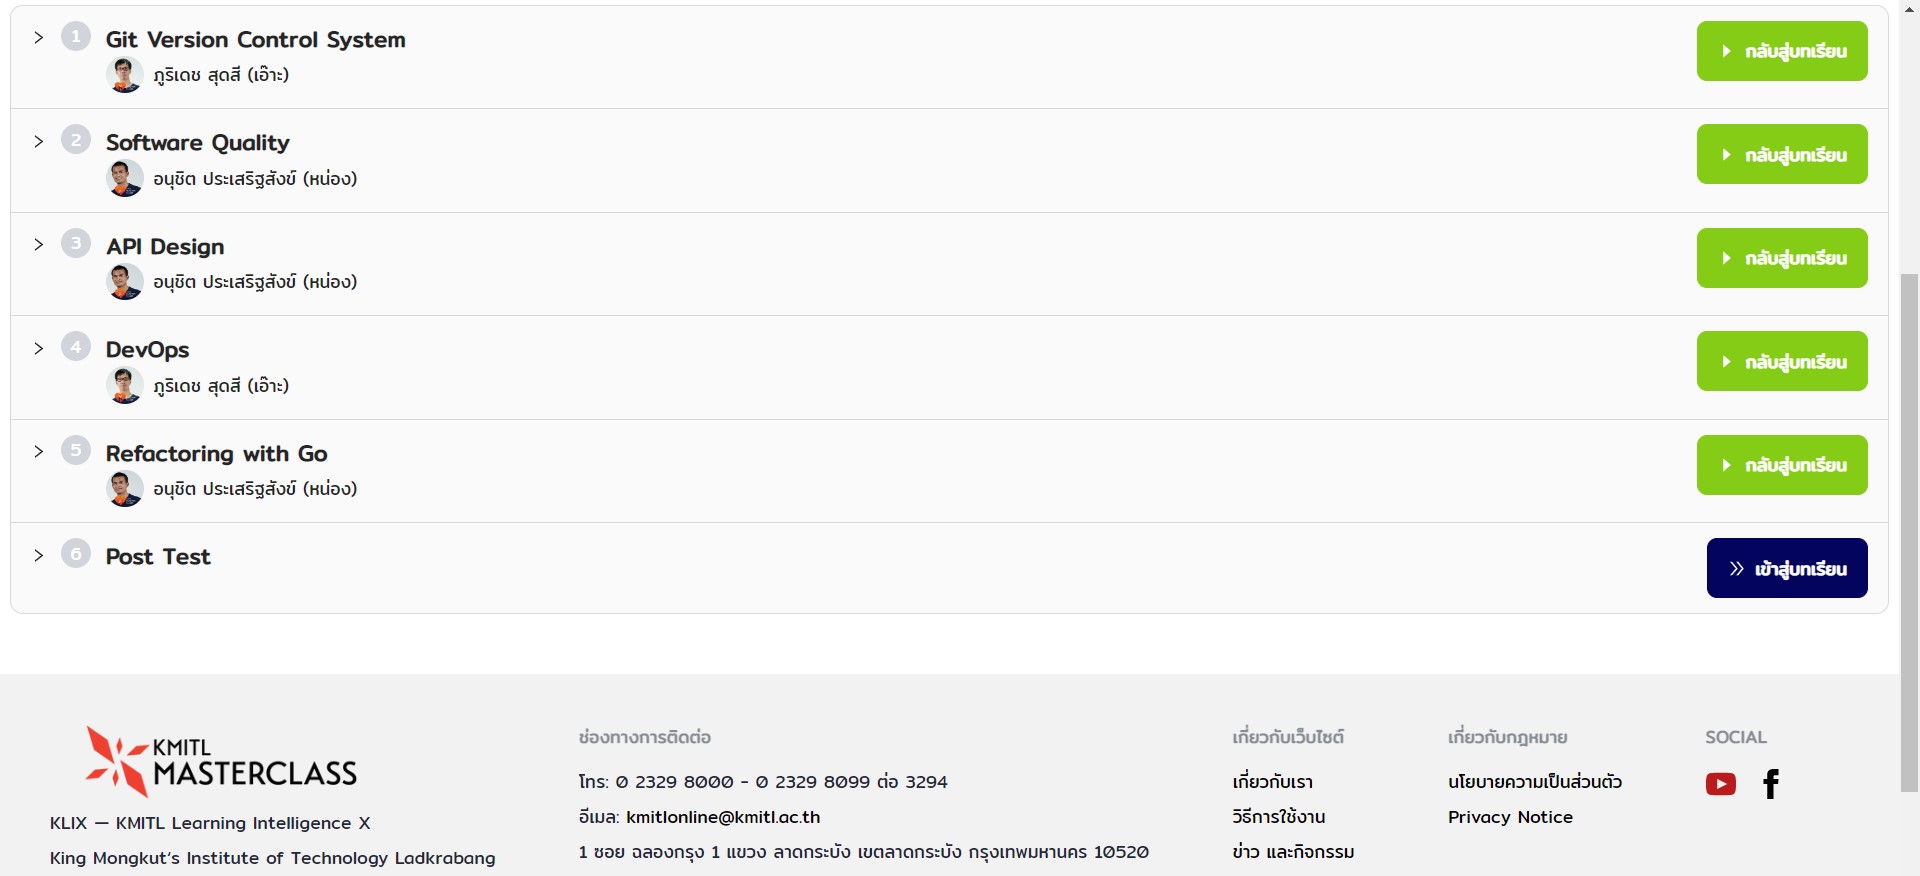 1 Git Version Control System
ภูริเดช สุดสี (เอ๊าะ)
กลับสู่บทเรียน
2 Software Quality
อนุชิต ประเสริฐสังข์ (หน่อง)
กลับสู่บทเรียน
3 API Design
อนุชิต ประเสริฐสังข์ (หน่อง)
กลับสู่บทเรียน
4 DevOps
ภูริเดช สุดสี (เอ๊าะ)
กลับสู่บทเรียน
5 Refactoring with Go
อนุชิต ประเสริฐสังข์ (หน่อง)
กลับสู่บทเรียน
6 Post Test
เข้าสู่บทเรียน
KMITL
MASTERCLASS
KLIX — KMITL Learning Intelligence X
King Mongkut's Institute of Technology Ladkrabang
ช่องทางการติดต่อ
โทร: 0 2329 8000 - 0 2329 8099 ต่อ 3294
อีเมล: kmitlonline@kmitl.ac.th
1 ซอย ฉลองกรุง 1 แขวง ลาดกระบัง เขตลาดกระบัง กรุงเทพมหานคร 10520
เกี่ยวกับเว็บไซต์
เกี่ยวกับเรา
วิธีการใช้งาน
ข่าว และกิจกรรม
เกี่ยวกับกฎหมาย
นโยบายความเป็นส่วนตัว
Privacy Notice
SOCIAL